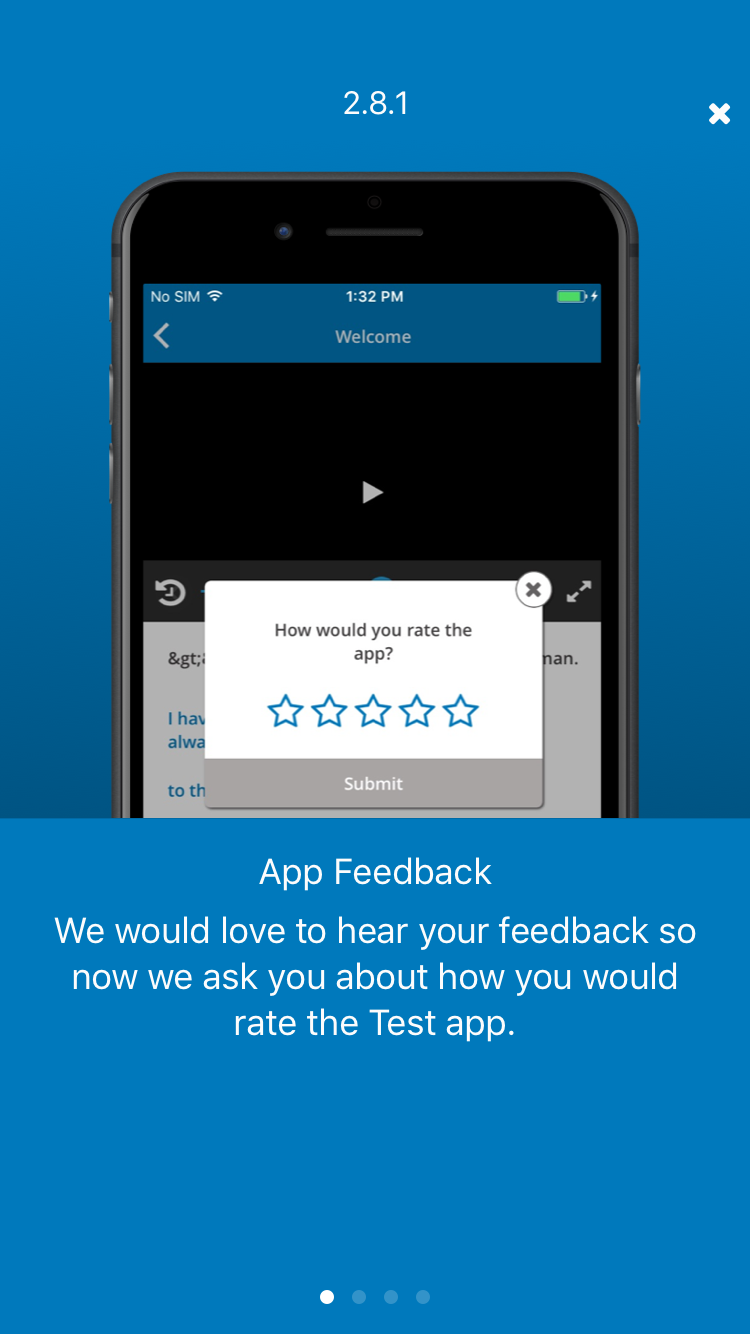 2.8.1
No SIM 1:32 PM
Welcome
How would you rate the
app?
&gt; man.
I hav
alwa
to th
Submit
App Feedback
We would love to hear your feedback so
now we ask you about how you would
rate the Test app.